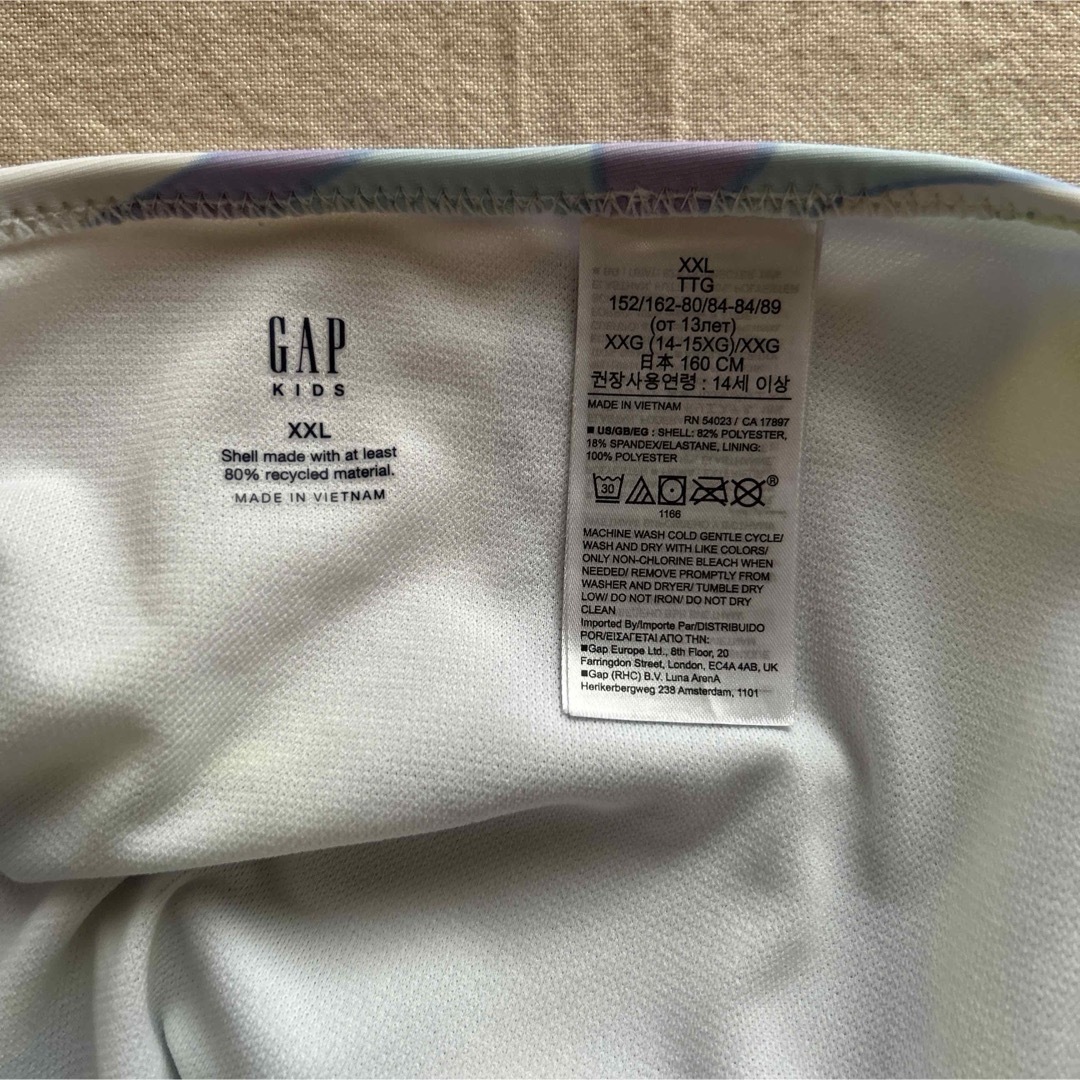 GAP
KIDS
XXL
Shell made with at least
80% recycled material.
MADE IN VIETNAM
XXL
TTG
152/162-80/84-84/89
(от 13лет)
XXG (14-15XG)/XXG
日本 160 CM
권장사용연령 : 14세 이상
MADE IN VIETNAM
RN 54023 / CA 17897
■ US/GB/EG : SHELL: 82% POLYESTER,
18% SPANDEX/ELASTANE, LINING:
100% POLYESTER
30
®
1166
MACHINE WASH COLD GENTLE CYCLE/
WASH AND DRY WITH LIKE COLORS/
ONLY NON-CHLORINE BLEACH WHEN
NEEDED/ REMOVE PROMPTLY FROM
WASHER AND DRYER/ TUMBLE DRY
LOW/ DO NOT IRON/ DO NOT DRY
CLEAN
Imported By/Importe Par/DISTRIBUIDO
POR/ΕΙΣΑΓΕΤΑΙ ΑΠΟ ΤΗΝ:
■Gap Europe Ltd., 8th Floor, 20
Farringdon Street, London, EC4A 4AB, UK
■Gap (RHC) B.V. Luna ArenA
Herikerbergweg 238 Amsterdam, 1101